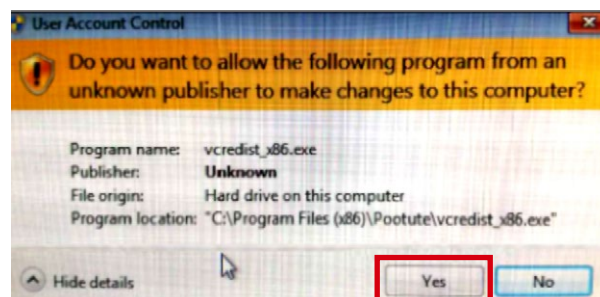 User Account Control
Do you want to allow the following program from an
unknown publisher to make changes to this computer?
Program name: vcredist_x86.exe
Publisher: Unknown
File origin: Hard drive on this computer
Program location: "C:\Program Files (x86)\Pootute\vcredist_x86.exe"
Hide details
Yes
No